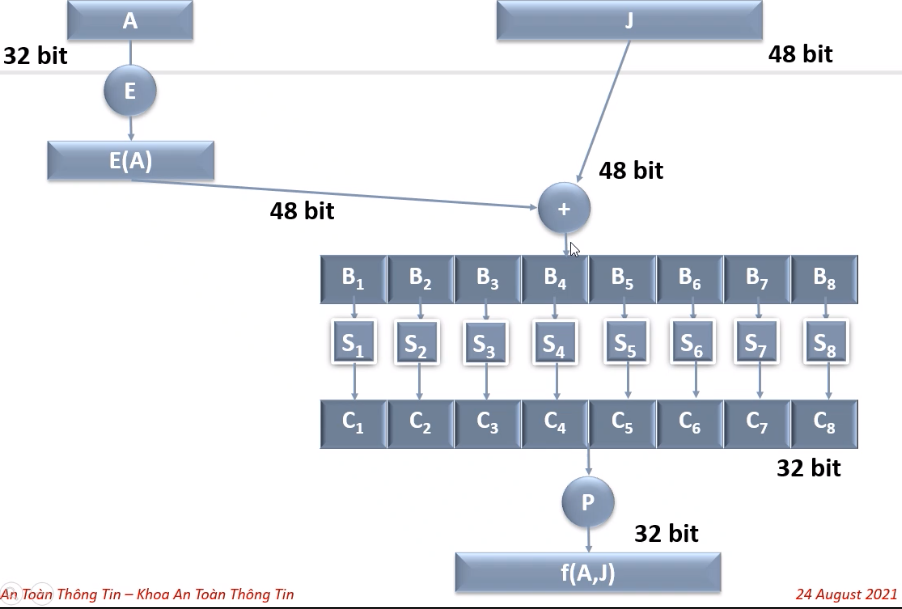 A
J
32 bit
48 bit
E
E(A)
48 bit
48 bit
+
B1 B2 B3 B4 B5 B6 B7 B8
S1 S2 S3 S4 S5 S6 S7 S8
C1 C2 C3 C4 C5 C6 C7 C8
32 bit
P
32 bit
f(A,J)
An Toàn Thông Tin – Khoa An Toàn Thông Tin
24 August 2021